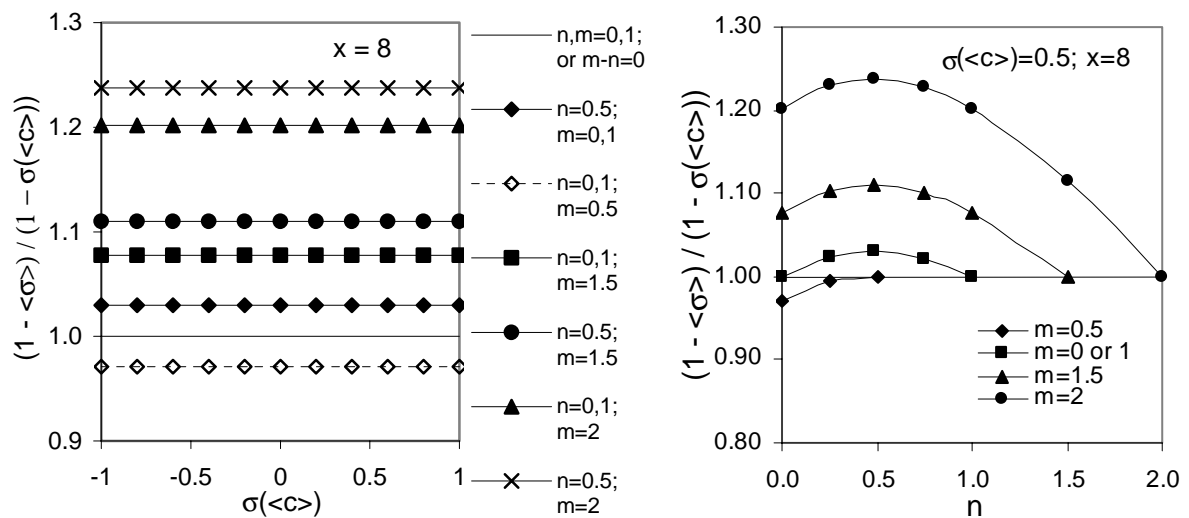 1.3
1.2
1.1
1.0
0.9
(1 - <σ>) / (1 – σ(<c>))
x = 8
-1
-0.5
0
0.5
1
σ(<c>)
n,m=0,1;
or m-n=0
n=0.5;
m=0,1
n=0,1;
m=0.5
n=0,1;
m=1.5
n=0.5;
m=1.5
n=0,1;
m=2
n=0.5;
m=2
1.30
1.20
1.10
1.00
0.90
0.80
(1 - <σ>) / (1 - σ(<c>))
σ(<c>)=0.5; x=8
m=0.5
m=0 or 1
m=1.5
m=2
0.0
0.5
1.0
1.5
2.0
n